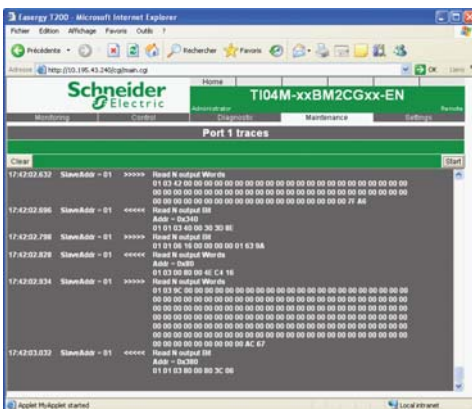 Easergy T200 - Microsoft Internet Explorer
Fichier Edition Affichage Favoris Outils ?
Précédente Rechercher Favoris
Adresse http://10.195.43.240/cgi/main.cgi OK Liens
Schneider Electric
Home
TI04M-xxBM2CGxx-EN
Administrator Remote
Monitoring Control Diagnostic Maintenance Settings
Port 1 traces
Clear Start
17:42:02.632 SlaveAddr = 01 >>>>> Read N output Words
01 03 42 00 00 00 00 00 00 00 00 00 00 00 00 00 00 00 00 00
00 00 00 00 00 00 00 00 00 00 00 00 00 00 00 00 00 00 00 00
00 00 00 00 00 00 00 00 00 00 00 00 00 00 00 00 7F A6
17:42:02.696 SlaveAddr = 01 <<<<< Read N output Bit
Addr = 0x340
01 01 03 40 00 30 3D 8E
17:42:02.798 SlaveAddr = 01 >>>>> Read N output Bit
01 01 06 16 00 00 00 00 01 63 9A
17:42:02.828 SlaveAddr = 01 <<<<< Read N output Words
Addr = 0x80
01 03 00 80 00 4E C4 16
17:42:02.934 SlaveAddr = 01 >>>>> Read N output Words
01 03 9C 00 00 00 00 00 00 00 00 00 00 00 00 00 00 00 00 00
00 00 00 00 00 00 00 00 00 00 00 00 00 00 00 00 00 00 00 00
00 00 00 00 00 00 00 00 00 00 00 00 00 00 00 00 00 00 00 00
00 00 00 00 00 00 00 00 00 00 00 00 00 00 00 00 00 00 00 00
00 00 00 00 00 00 00 00 00 00 00 00 00 00 00 00 00 00 00 00
00 00 00 00 00 00 00 00 00 00 00 00 00 00 00 00 00 00 00 00
00 00 00 00 00 00 00 00 00 00 00 00 00 00 00 00 00 00 00 00
00 00 00 00 00 00 00 00 00 00 AC 67
17:42:03.032 SlaveAddr = 01 <<<<< Read N output Bit
Addr = 0x380
01 01 03 80 00 80 3C 06
Applet MyApplet started Local intranet